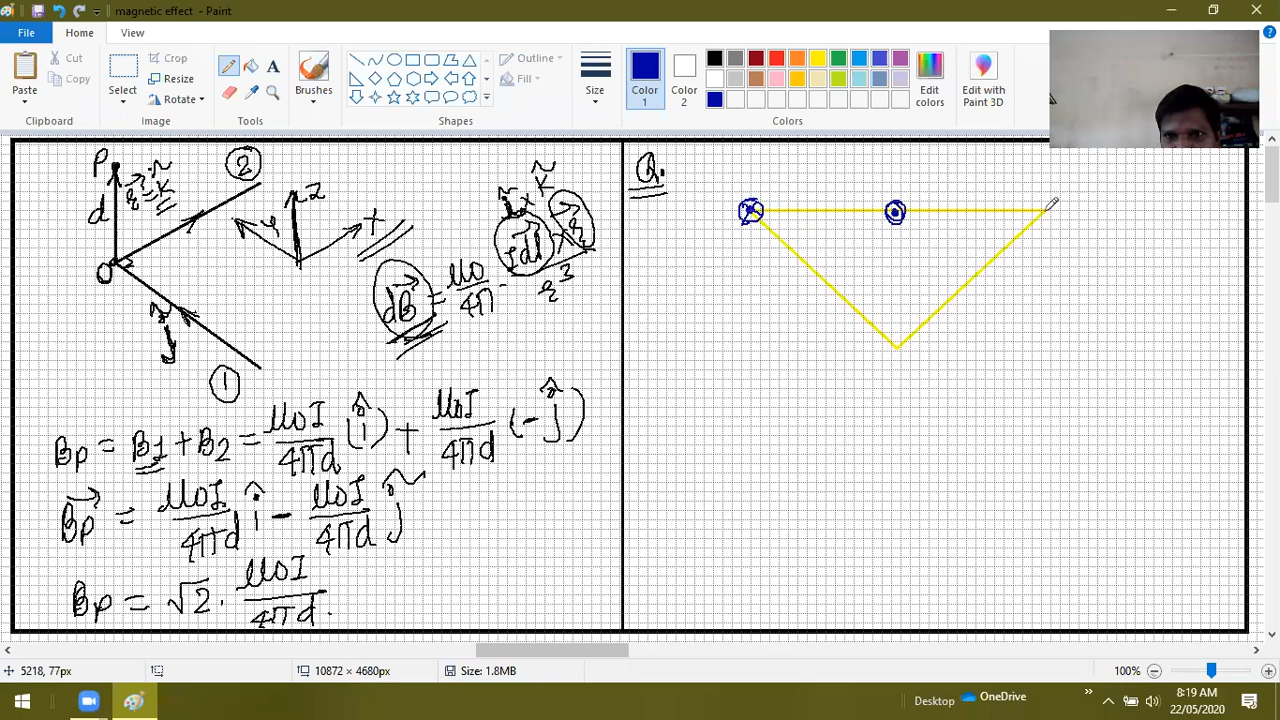 magnetic effect - Paint
File Home View
Paste
Cut
Copy
Clipboard
Select
Crop
Resize
Rotate
Image
Tools
Brushes
Outline
Fill
Shapes
Size
Color 1
Color 2
Edit colors
Edit with Paint 3D
Colors
P
d
O
②
①
Z
Y
X
dB = μ0/4π · Idl × r / r³
k
Bp = B1 + B2 = μ0I/4πd (i) + μ0I/4πd (-j)
Bp = μ0I/4πd i - μ0I/4πd j
Bp = √2 · μ0I/4πd.
Q.
5218, 77px
10872 × 4680px
Size: 1.8MB
100%
Desktop
OneDrive
8:19 AM
22/05/2020